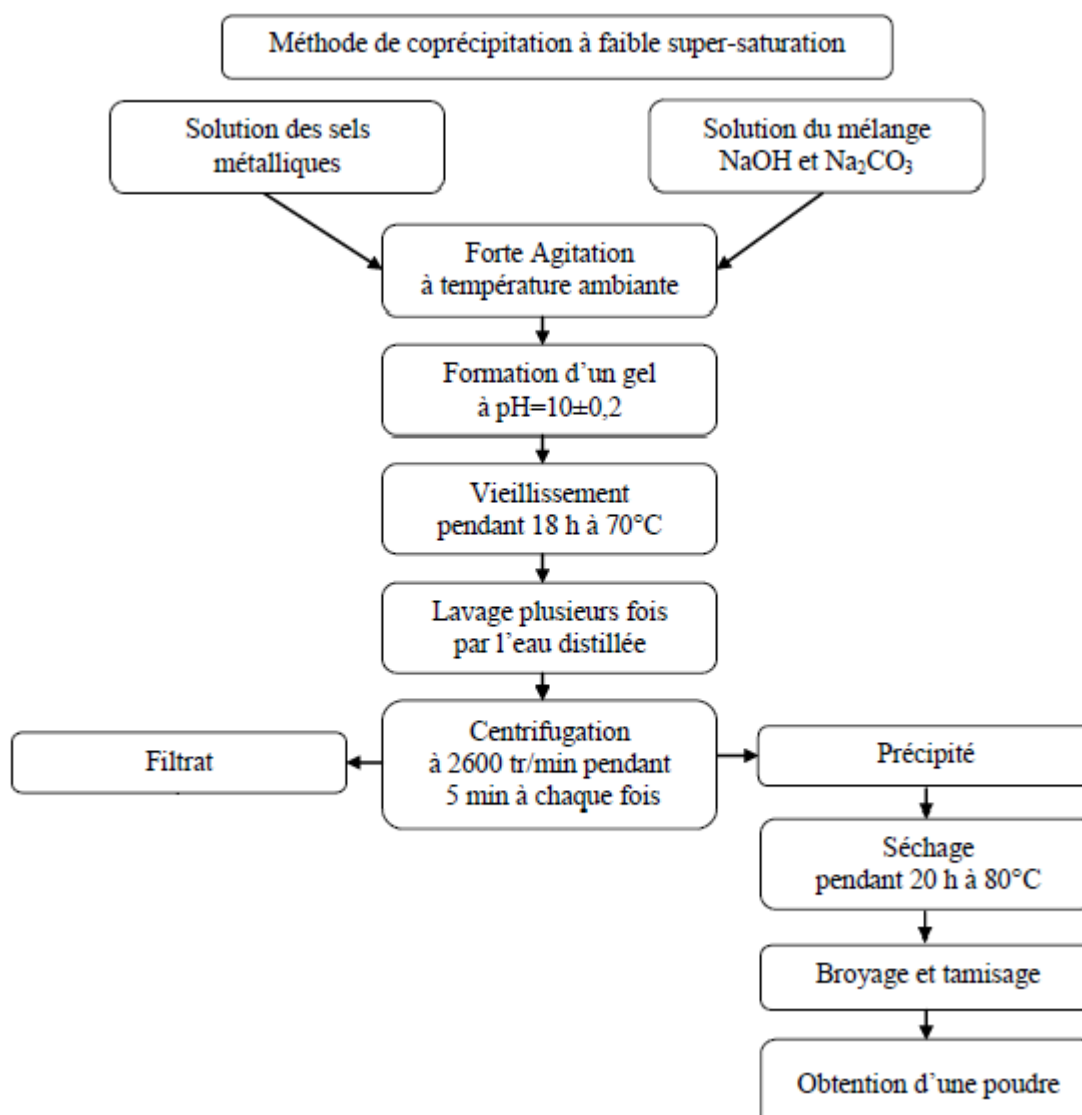 Méthode de coprécipitation à faible super-saturation
Solution des sels
métalliques
Solution du mélange
NaOH et Na₂CO₃
Forte Agitation
à température ambiante
Formation d’un gel
à pH=10±0,2
Vieillissement
pendant 18 h à 70°C
Lavage plusieurs fois
par l’eau distillée
Centrifugation
à 2600 tr/min pendant
5 min à chaque fois
Filtrat
Précipité
Séchage
pendant 20 h à 80°C
Broyage et tamisage
Obtention d’une poudre